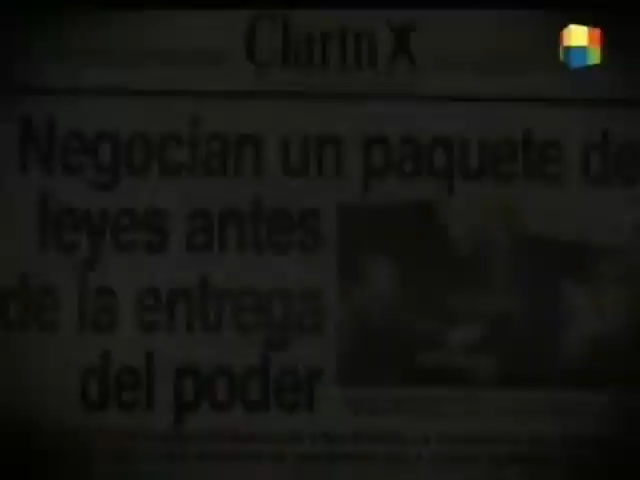 Clarín
Negocian un paquete de
leyes antes
de la entrega
del poder